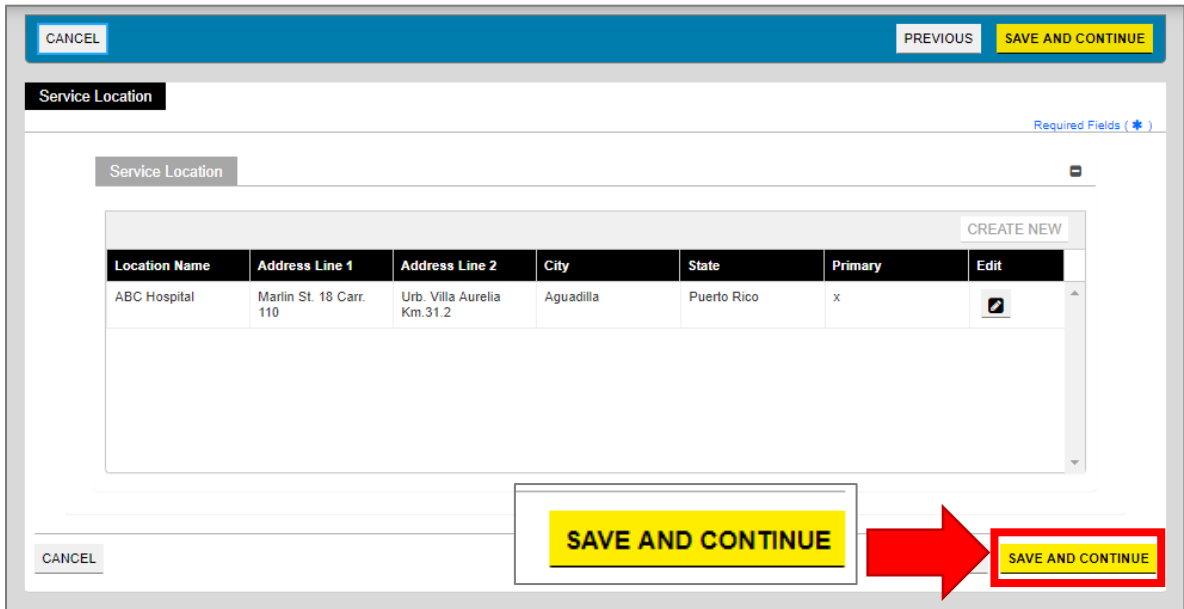 CANCEL PREVIOUS SAVE AND CONTINUE
Service Location
Required Fields ( ✱ )
Service Location
CREATE NEW
Location Name Address Line 1 Address Line 2 City State Primary Edit
ABC Hospital Marlin St. 18 Carr. Urb. Villa Aurelia Aguadilla Puerto Rico x
110 Km.31.2
SAVE AND CONTINUE
CANCEL SAVE AND CONTINUE